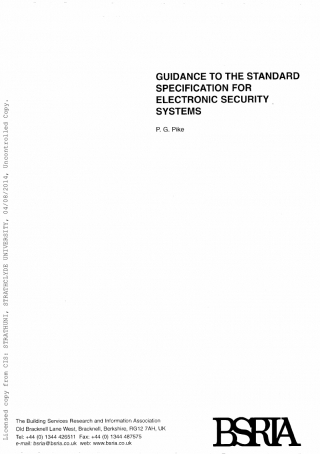 GUIDANCE TO THE STANDARD
SPECIFICATION FOR
ELECTRONIC SECURITY
SYSTEMS
P. G. Pike
Licensed copy from CIS: STRATHUNI, STRATHCLYDE UNIVERSITY, 04/08/2014, Uncontrolled Copy.
The Building Services Research and Information Association
Old Bracknell Lane West, Bracknell, Berkshire, RG12 7AH, UK
Tel: +44 (0) 1344 426511 Fax: +44 (0) 1344 487575
e-mail: bsria@bsria.co.uk web: www.bsria.co.uk
BSRIA